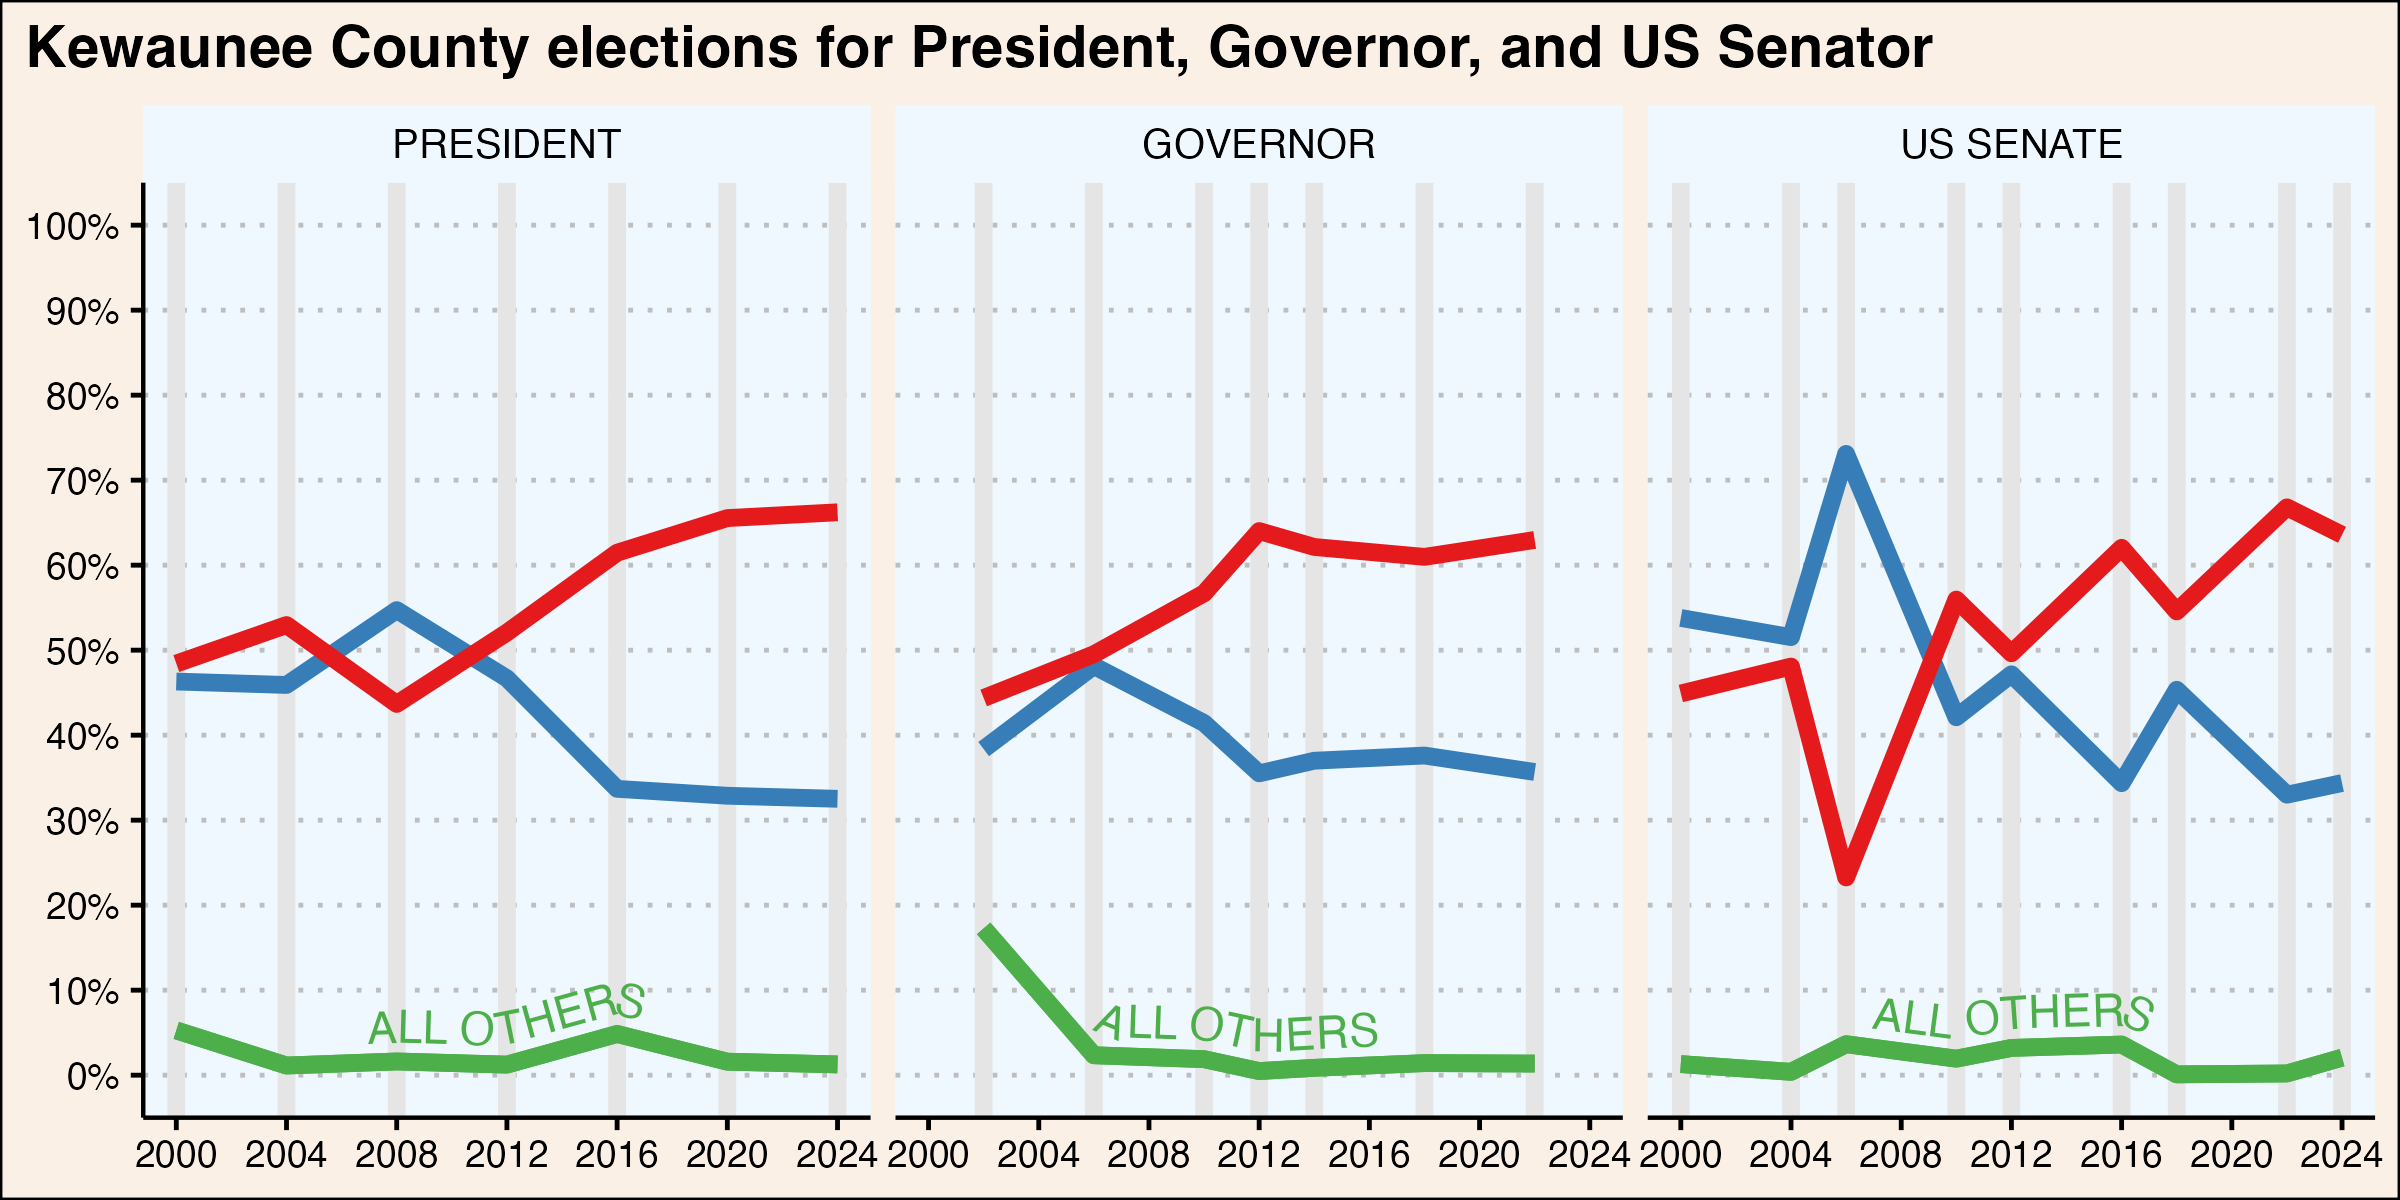 Kewaunee County elections for President, Governor, and US Senator
PRESIDENT GOVERNOR US SENATE
100%
90%
80%
70%
60%
50%
40%
30%
20%
10%
0%
ALL OTHERS ALL OTHERS ALL OTHERS
2000 2004 2008 2012 2016 2020 2024 2000 2004 2008 2012 2016 2020 2024 2000 2004 2008 2012 2016 2020 2024